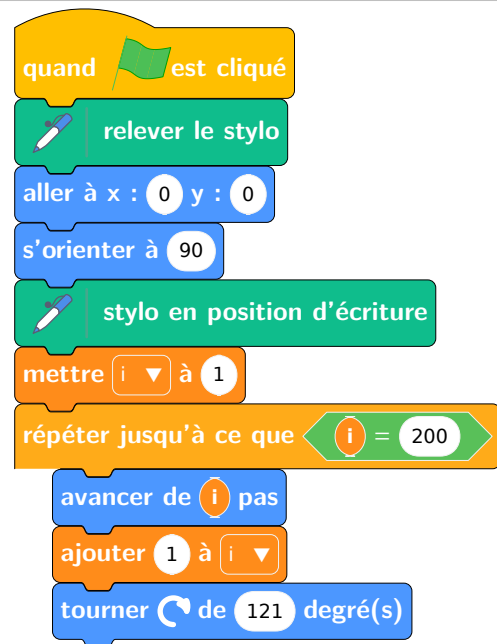 quand est cliqué
relever le stylo
aller à x : 0 y : 0
s'orienter à 90
stylo en position d'écriture
mettre i ▼ à 1
répéter jusqu'à ce que i = 200
avancer de i pas
ajouter 1 à i ▼
tourner de 121 degré(s)